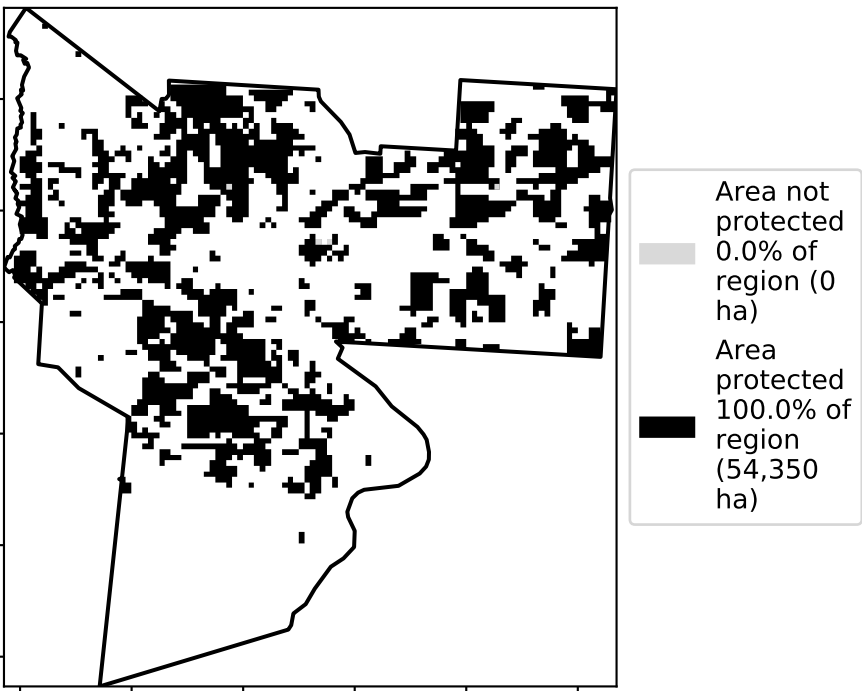 Area not
protected
0.0% of
region (0
ha)
Area
protected
100.0% of
region
(54,350
ha)